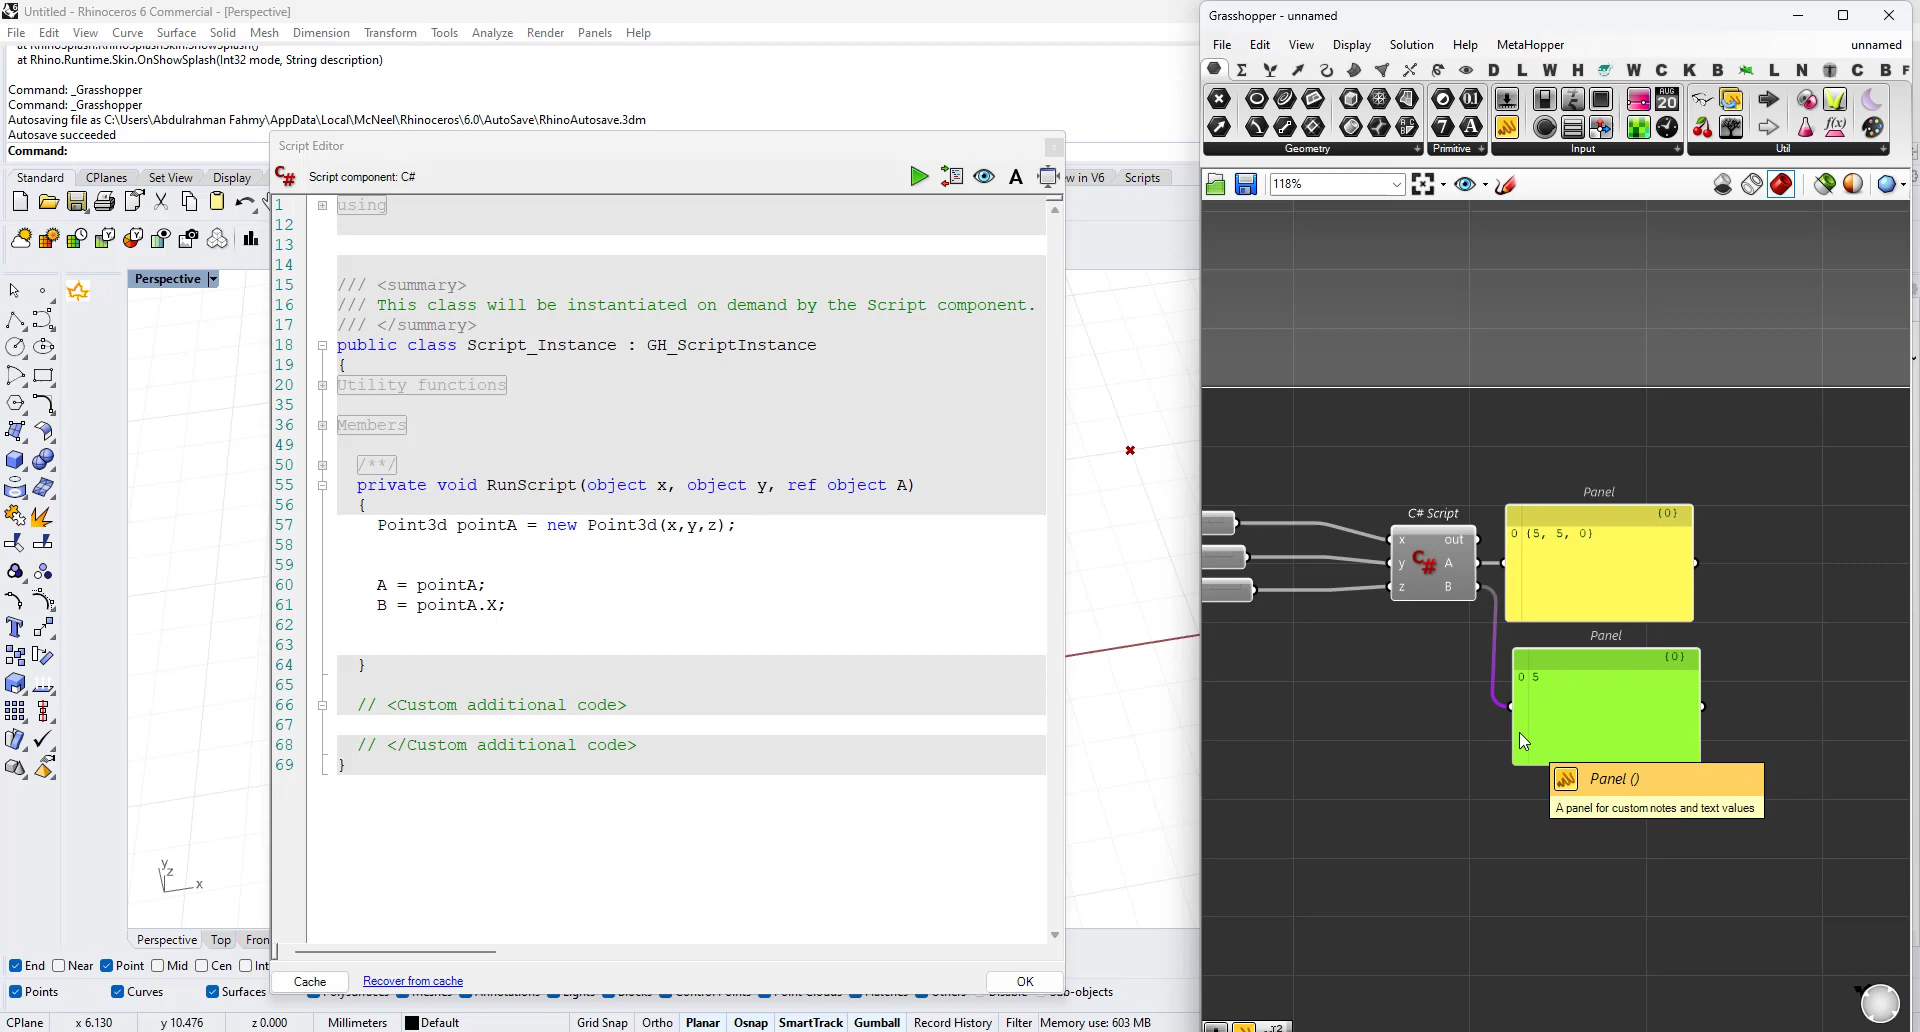 Untitled - Rhinoceros 6 Commercial - [Perspective]
File Edit View Curve Surface Solid Mesh Dimension Transform Tools Analyze Render Panels Help
at Rhino.Runtime.Skin.OnShowSplash(Int32 mode, String description)
Command: _Grasshopper
Command: _Grasshopper
Autosaving file as C:\Users\Abdulrahman Fahmy\AppData\Local\McNeel\Rhinoceros\6.0\AutoSave\RhinoAutosave.3dm
Autosave succeeded
Command:
Standard CPlanes Set View Display
ew in V6 Scripts
Perspective
Script Editor
Script component: C#
1 using
12
13
14
15 /// <summary>
16 /// This class will be instantiated on demand by the Script component.
17 /// </summary>
18 public class Script_Instance : GH_ScriptInstance
19 {
20 Utility functions
35
36 Members
49
50 /**/
55 private void RunScript(object x, object y, ref object A)
56 {
57 Point3d pointA = new Point3d(x,y,z);
58
59
60 A = pointA;
61 B = pointA.X;
62
63
64 }
65
66 // <Custom additional code>
67
68 // </Custom additional code>
69 }
Cache Recover from cache OK
y
z
x
Perspective Top Fron
End Near Point Mid Cen Int
Points Curves Surfaces
CPlane x 6.130 y 10.476 z 0.000 Millimeters Default Grid Snap Ortho Planar Osnap SmartTrack Gumball Record History Filter Memory use: 603 MB
Grasshopper - unnamed
File Edit View Display Solution Help MetaHopper unnamed
D L W H W C K B L N C B F
AUG
20
Geometry Primitive Input Util
118%
C# Script
x out
y A
z B
Panel
{0}
0 {5, 5, 0}
Panel
{0}
0 5
Panel ()
A panel for custom notes and text values